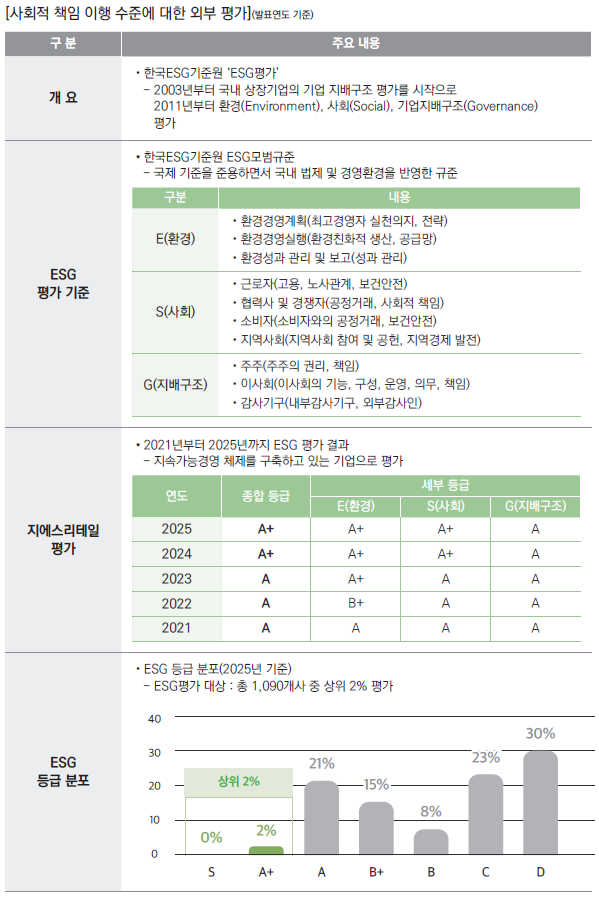 [사회적 책임 이행 수준에 대한 외부 평가](발표연도 기준)
구 분 주요 내용
개 요
• 한국ESG기준원 ‘ESG평가’
– 2003년부터 국내 상장기업의 기업 지배구조 평가를 시작으로
2011년부터 환경(Environment), 사회(Social), 기업지배구조(Governance)
평가
ESG
평가 기준
• 한국ESG기준원 ESG모범규준
– 국제 기준을 준용하면서 국내 법제 및 경영환경을 반영한 규준
구분 내용
E(환경)
• 환경경영계획(최고경영자 실천의지, 전략)
• 환경경영실행(환경친화적 생산, 공급망)
• 환경성과 관리 및 보고(성과 관리)
S(사회)
• 근로자(고용, 노사관계, 보건안전)
• 협력사 및 경쟁자(공정거래, 사회적 책임)
• 소비자(소비자와의 공정거래, 보건안전)
• 지역사회(지역사회 참여 및 공헌, 지역경제 발전)
G(지배구조)
• 주주(주주의 권리, 책임)
• 이사회(이사회의 기능, 구성, 운영, 의무, 책임)
• 감사기구(내부감사기구, 외부감사인)
지에스리테일
평가
• 2021년부터 2025년까지 ESG 평가 결과
– 지속가능경영 체제를 구축하고 있는 기업으로 평가
연도 종합 등급 세부 등급
E(환경) S(사회) G(지배구조)
2025 A+ A+ A+ A
2024 A+ A+ A+ A
2023 A A+ A A
2022 A B+ A A
2021 A A A A
ESG
등급 분포
• ESG 등급 분포(2025년 기준)
– ESG평가 대상 : 총 1,090개사 중 상위 2% 평가
40
30
20
10
0
상위 2%
0% 2% 21% 15% 8% 23% 30%
S A+ A B+ B C D